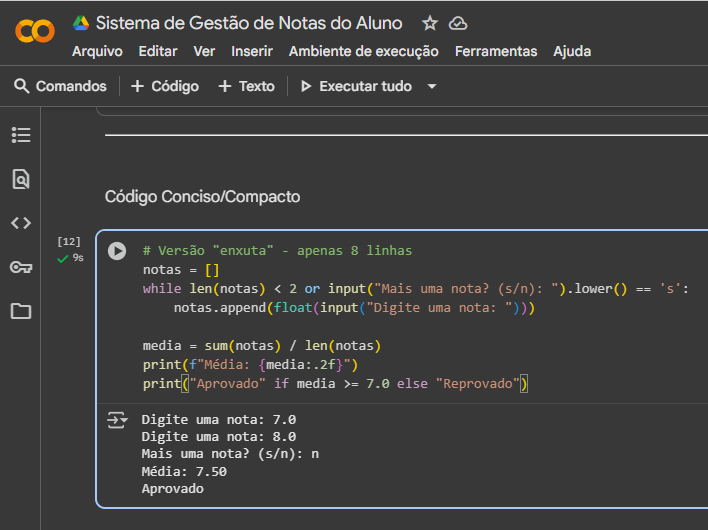 Sistema de Gestão de Notas do Aluno
Arquivo Editar Ver Inserir Ambiente de execução Ferramentas Ajuda
Comandos + Código + Texto Executar tudo
Código Conciso/Compacto
[12]
9s
# Versão "enxuta" - apenas 8 linhas
notas = []
while len(notas) < 2 or input("Mais uma nota? (s/n): ").lower() == 's':
    notas.append(float(input("Digite uma nota: ")))
media = sum(notas) / len(notas)
print(f"Média: {media:.2f}")
print("Aprovado" if media >= 7.0 else "Reprovado")
Digite uma nota: 7.0
Digite uma nota: 8.0
Mais uma nota? (s/n): n
Média: 7.50
Aprovado